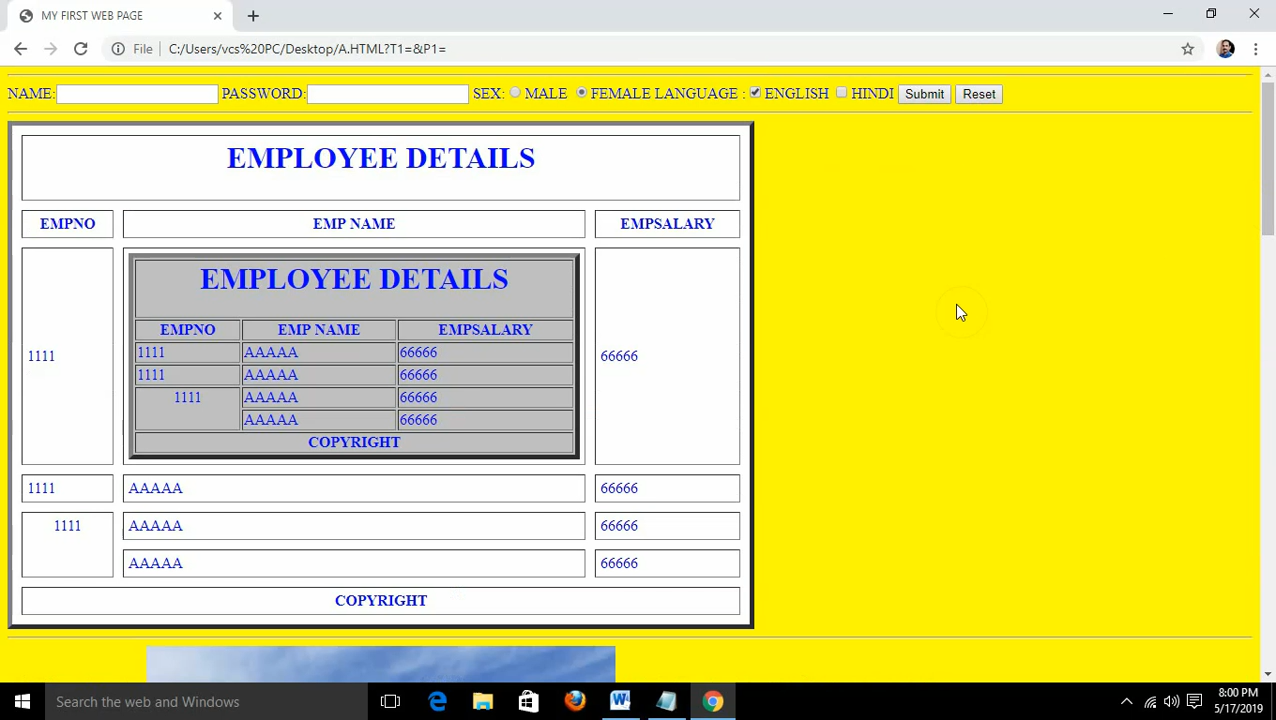 MY FIRST WEB PAGE
File C:/Users/vcs%20PC/Desktop/A.HTML?T1=&P1=
NAME: PASSWORD: SEX: MALE FEMALE LANGUAGE : ENGLISH HINDI Submit Reset
EMPLOYEE DETAILS
EMPNO EMP NAME EMPSALARY
EMPLOYEE DETAILS
EMPNO EMP NAME EMPSALARY
1111 AAAAA 66666
1111 66666
1111 AAAAA 66666
1111 AAAAA 66666
AAAAA 66666
COPYRIGHT
1111 AAAAA 66666
1111 AAAAA 66666
AAAAA 66666
COPYRIGHT
Search the web and Windows
8:00 PM
5/17/2019